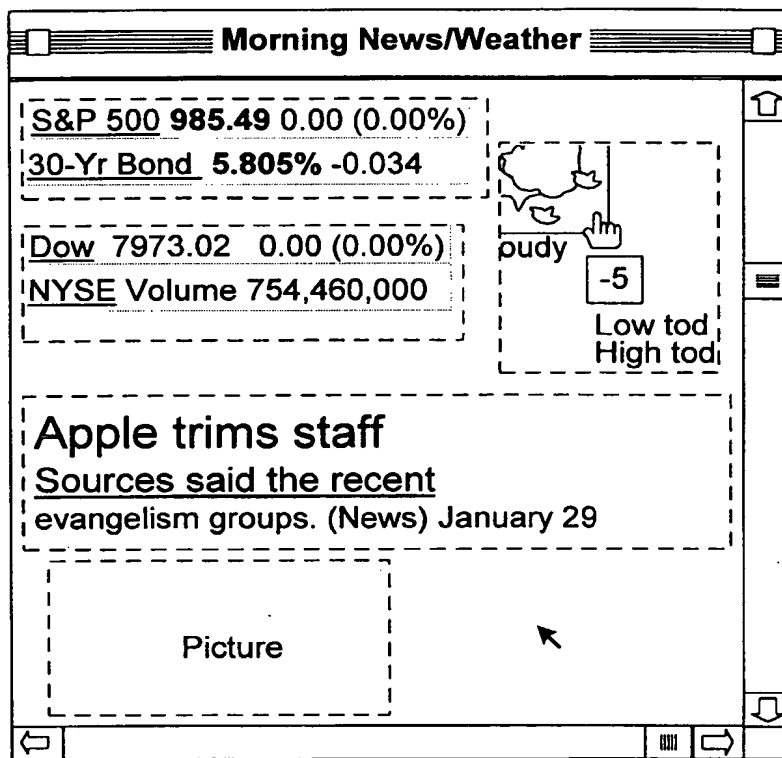 Morning News/Weather
S&P 500 985.49 0.00 (0.00%)
30-Yr Bond 5.805% -0.034
Dow 7973.02 0.00 (0.00%)
NYSE Volume 754,460,000
oudy
-5
Low tod
High tod
Apple trims staff
Sources said the recent
evangelism groups. (News) January 29
Picture